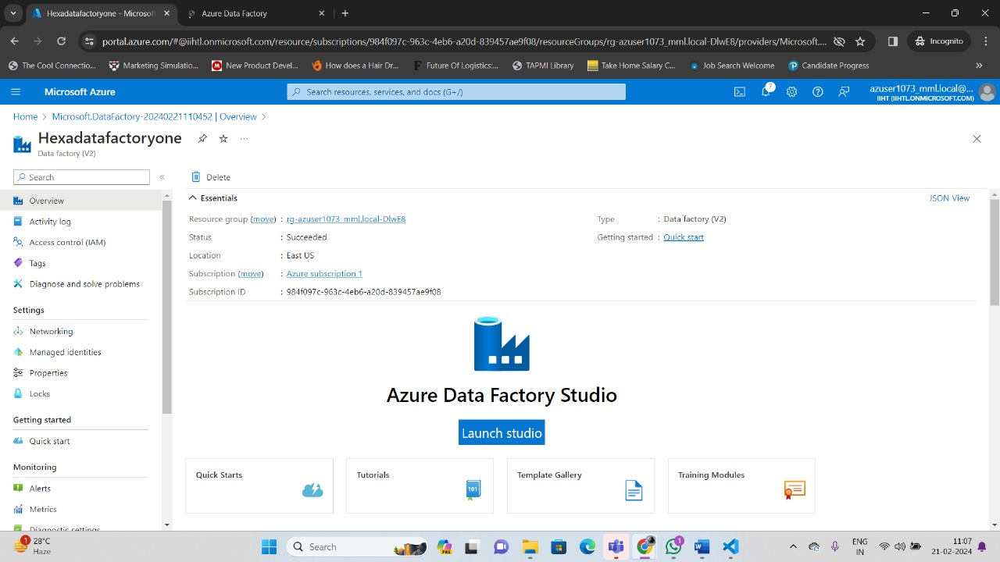 Hexadatafactoryone - Microsoft
Azure Data Factory
portal.azure.com/#@iihtl.onmicrosoft.com/resource/subscriptions/984f097c-963c-4eb6-a20d-839457ae9f08/resourceGroups/rg-azuser1073_mml.local-DlwE8/providers/Microsoft....
Incognito
The Cool Connectio...
Marketing Simulatio...
New Product Devel...
How does a Hair Dr...
Future Of Logistics:...
TAPMI Library
Take Home Salary C...
Job Search Welcome
Candidate Progress
Microsoft Azure
Search resources, services, and docs (G+/)
7
azuser1073_mml.local@...
IIHT (IIHTL.ONMICROSOFT.COM)
Home > Microsoft.DataFactory-20240221110452 | Overview >
Hexadatafactoryone
Data factory (V2)
Search
Overview
Activity log
Access control (IAM)
Tags
Diagnose and solve problems
Settings
Networking
Managed identities
Properties
Locks
Getting started
Quick start
Monitoring
Alerts
Metrics
Diagnostic settings
Delete
Essentials
JSON View
Resource group (move) : rg-azuser1073_mml.local-DlwE8
Status : Succeeded
Location : East US
Subscription (move) : Azure subscription 1
Subscription ID : 984f097c-963c-4eb6-a20d-839457ae9f08
Type : Data factory (V2)
Getting started : Quick start
Azure Data Factory Studio
Launch studio
Quick Starts
Tutorials
101
Template Gallery
Training Modules
1
28°C
Haze
Search
PRE
1
ENG
IN
11:07
21-02-2024